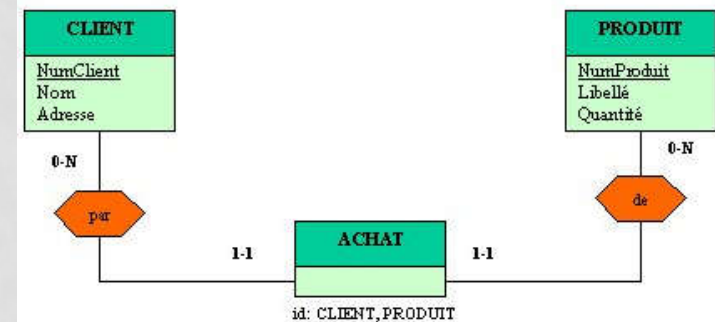 CLIENT
NumClient
Nom
Adresse
PRODUIT
NumProduit
Libellé
Quantité
0-N
0-N
par
de
1-1
ACHAT
1-1
id: CLIENT, PRODUIT